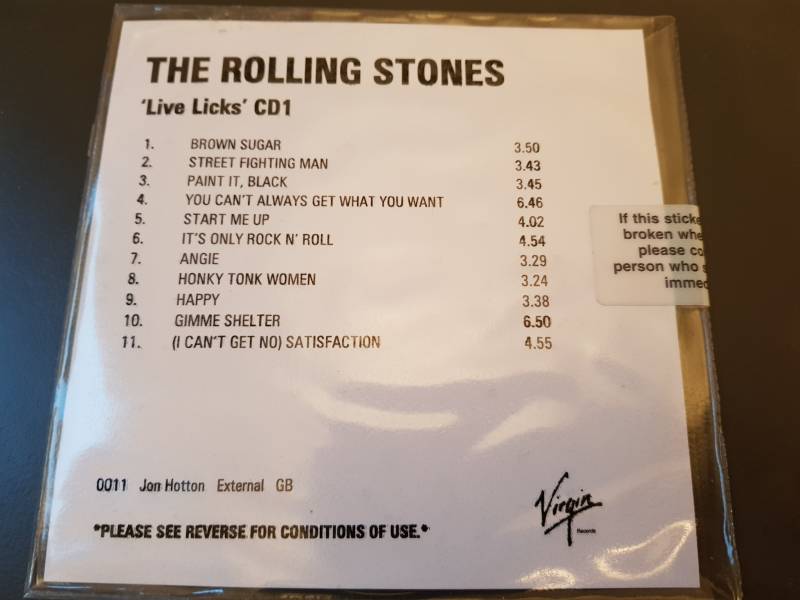 THE ROLLING STONES
'Live Licks' CD1
1. BROWN SUGAR 3.50
2. STREET FIGHTING MAN 3.43
3. PAINT IT, BLACK 3.45
4. YOU CAN'T ALWAYS GET WHAT YOU WANT 6.46
5. START ME UP 4.02
6. IT'S ONLY ROCK N' ROLL 4.54
7. ANGIE 3.29
8. HONKY TONK WOMEN 3.24
9. HAPPY 3.38
10. GIMME SHELTER 6.50
11. (I CAN'T GET NO) SATISFACTION 4.55
If this sticke
broken whe
please co
person who s
immed
0011 Jon Hotton External GB
Virgin
Records
*PLEASE SEE REVERSE FOR CONDITIONS OF USE.*